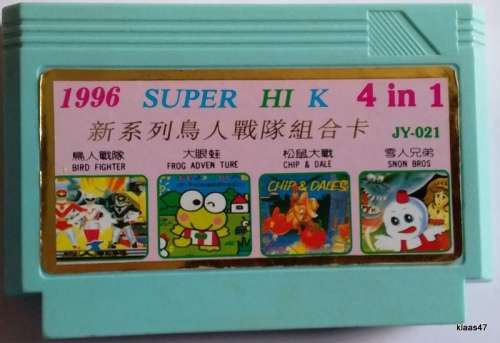 1996 SUPER HI K 4 in 1
新系列鳥人戰隊組合卡 JY-021
鳥人戰隊 大眼蛙 松鼠大戰 雪人兄弟
BIRD FIGHTER FROG ADVEN TURE CHIP & DALE SNON BROS
CHIP & DALE
klaas47